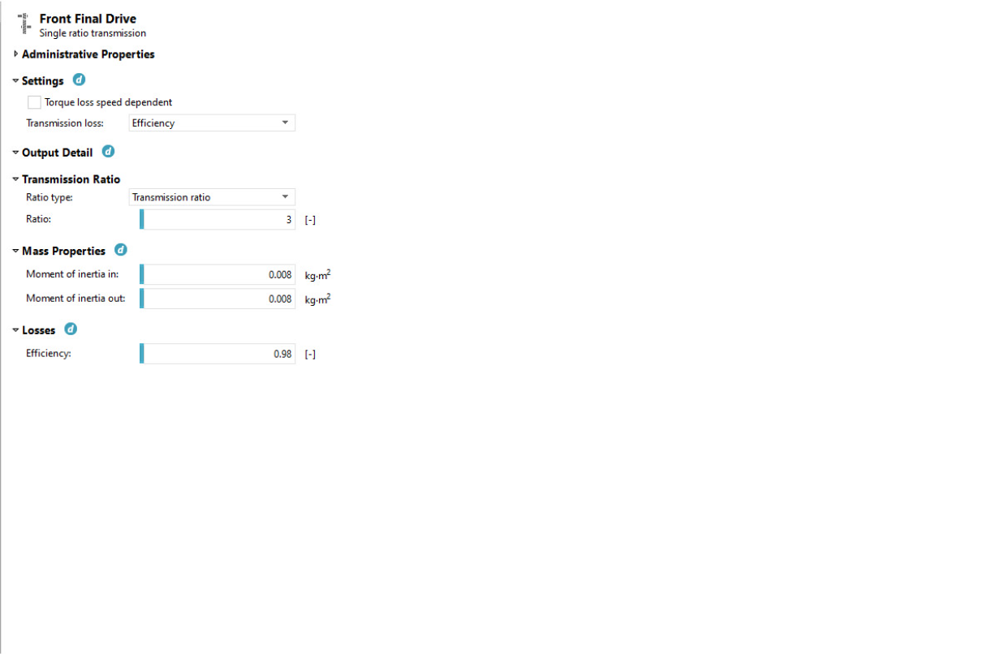 Front Final Drive
Single ratio transmission
Administrative Properties
Settings d
Torque loss speed dependent
Transmission loss: Efficiency
Output Detail d
Transmission Ratio
Ratio type: Transmission ratio
Ratio: 3 [-]
Mass Properties d
Moment of inertia in: 0.008 kg·m²
Moment of inertia out: 0.008 kg·m²
Losses d
Efficiency: 0.98 [-]